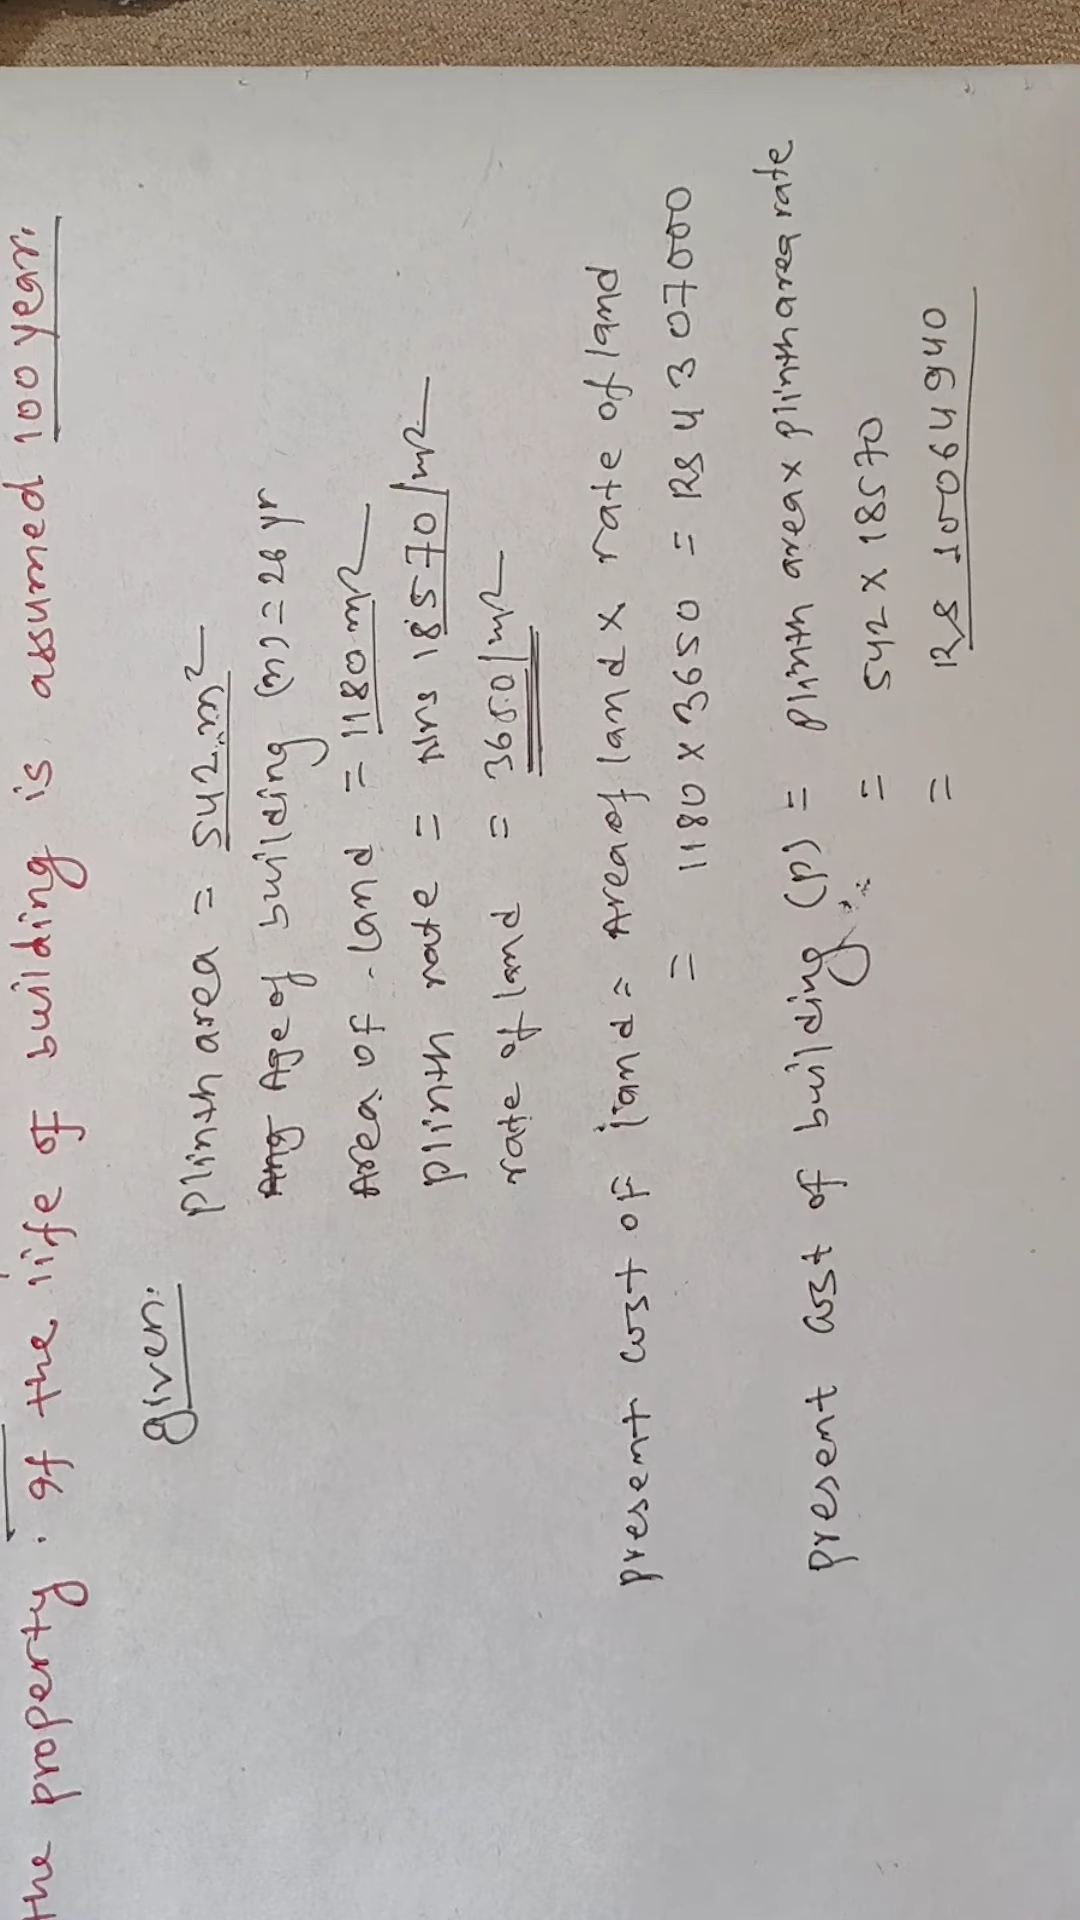 the property. If the life of building is assumed 100 year.
given:
plinth area = 542 m²
Age of building (n) = 26 yr
Area of land = 1180 m²
plinth rate = Nrs 18570/m²
rate of land = 3650/m²
present cost of land = Area of land x rate of land
= 1180 x 3650 = Rs 4307000
present cost of building (p) = plinth area x plinth area rate
= 542 x 18570
= Rs 10064940